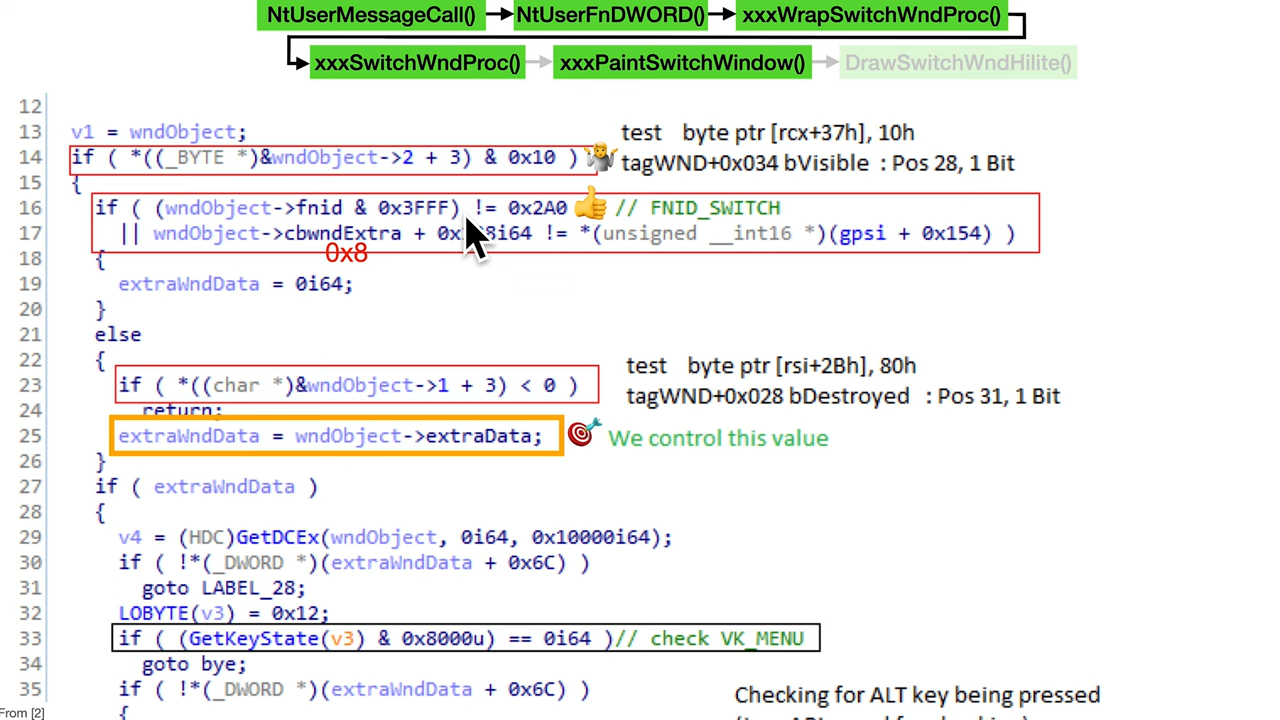 NtUserMessageCall() NtUserFnDWORD() xxxWrapSwitchWndProc()
xxxSwitchWndProc() xxxPaintSwitchWindow() DrawSwitchWndHilite()
12
13 v1 = wndObject; test byte ptr [rcx+37h], 10h
14 if ( *((_BYTE *)&wndObject->2 + 3) & 0x10 ) tagWND+0x034 bVisible : Pos 28, 1 Bit
15 {
16 if ( (wndObject->fnid & 0x3FFF) != 0x2A0 // FNID_SWITCH
17 || wndObject->cbwndExtra + != *(unsigned __int16 *)(gpsi + 0x154) )
0x8
18 {
19 extraWndData = 0i64;
20 }
21 else
22 { test byte ptr [rsi+2Bh], 80h
23 if ( *((char *)&wndObject->1 + 3) < 0 ) tagWND+0x028 bDestroyed : Pos 31, 1 Bit
24 return;
25 extraWndData = wndObject->extraData; We control this value
26 }
27 if ( extraWndData )
28 {
29 v4 = (HDC)GetDCEx(wndObject, 0i64, 0x10000i64);
30 if ( !*(_DWORD *)(extraWndData + 0x6C) )
31 goto LABEL_28;
32 LOBYTE(v3) = 0x12;
33 if ( (GetKeyState(v3) & 0x8000u) == 0i64 )// check VK_MENU
34 goto bye;
35 if ( !*(_DWORD *)(extraWndData + 0x6C) ) Checking for ALT key being pressed
{
From [2]